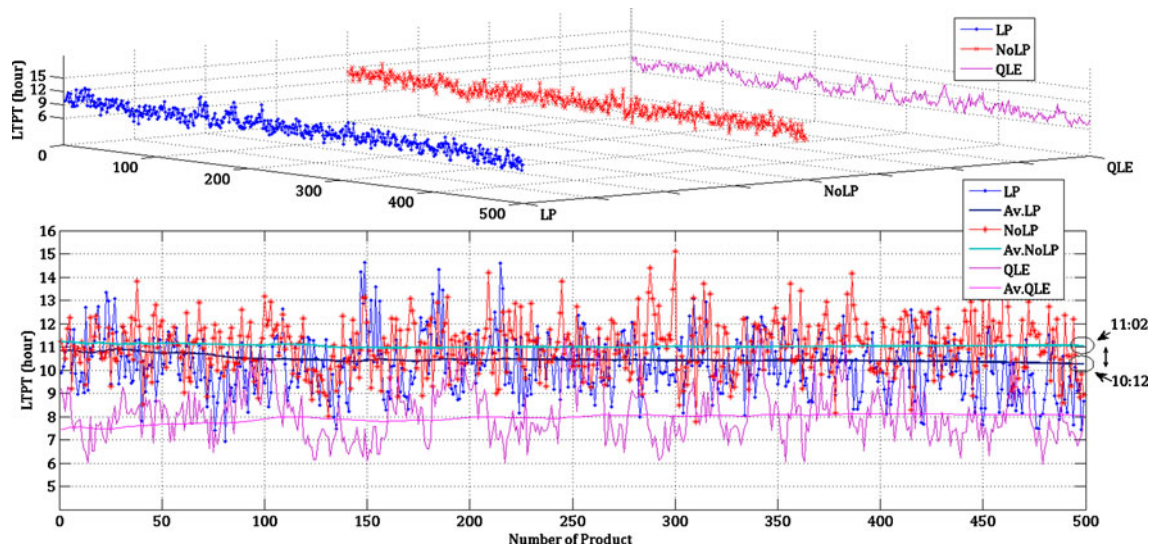 LP
NoLP
QLE
LTPT (hour)
15
12
9
6
0
100
200
300
400
500
LP
NoLP
QLE
LP
Av.LP
NoLP
Av.NoLP
QLE
Av.QLE
LTPT (hour)
16
15
14
13
12
11
10
9
8
7
6
5
11:02
10:12
0
50
100
150
200
250
300
350
400
450
500
Number of Product